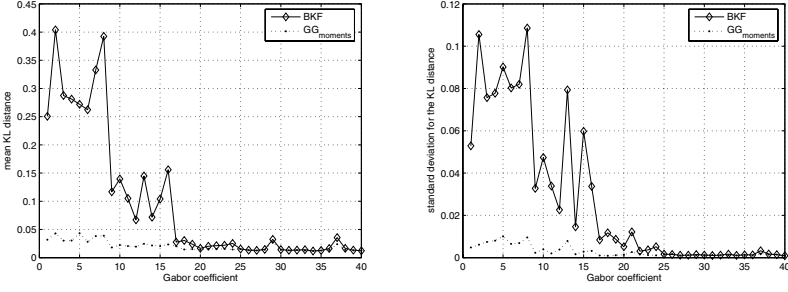 0.45
0.4
0.35
0.3
0.25
0.2
0.15
0.1
0.05
0
mean KL distance
0 5 10 15 20 25 30 35 40
Gabor coefficient
BKF
GG moments
0.12
0.1
0.08
0.06
0.04
0.02
0
standard deviation for the KL distance
0 5 10 15 20 25 30 35 40
Gabor coefficient
BKF
GG moments